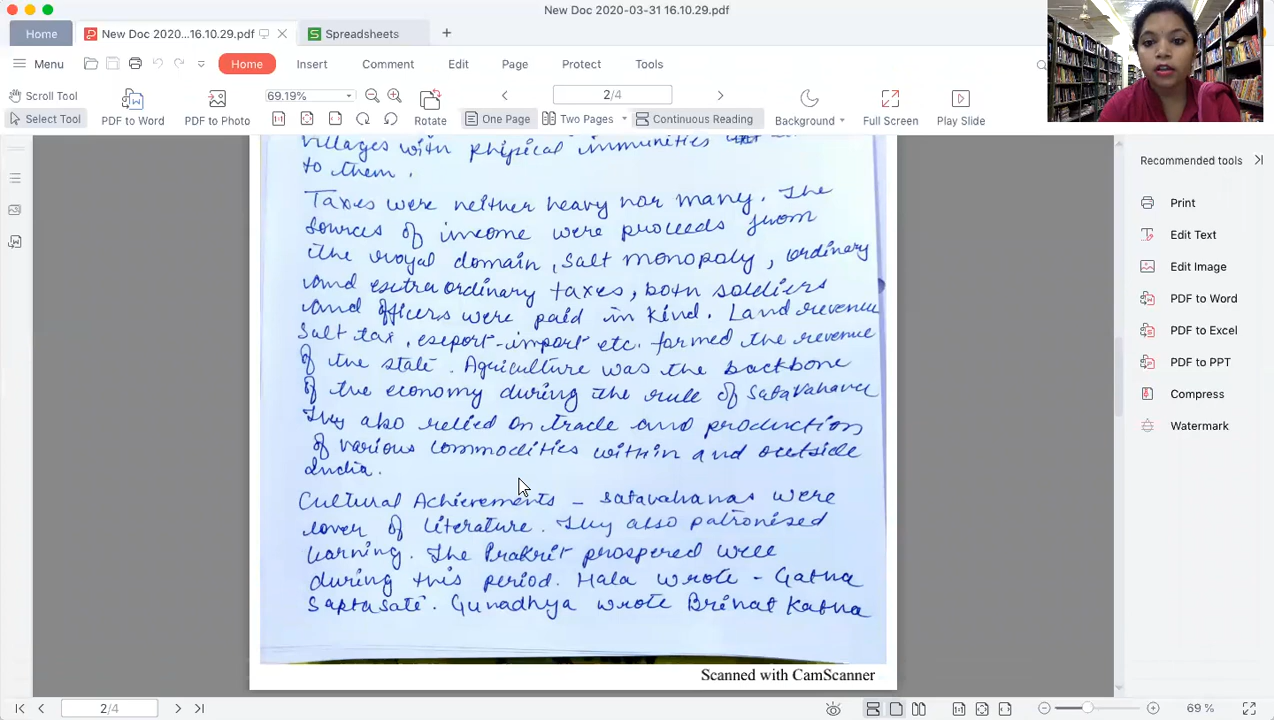 New Doc 2020-03-31 16.10.29.pdf
Home New Doc 2020...16.10.29.pdf Spreadsheets
Menu Home Insert Comment Edit Page Protect Tools
Scroll Tool 69.19% 2/4
Select Tool PDF to Word PDF to Photo Rotate One Page Two Pages Continuous Reading Background Full Screen Play Slide
villages with phipical immunities
to them.
Taxes were neither heavy nor many. The
sources of income were proceeds from
the royal domain, salt monopoly, ordinary
and extraordinary taxes, both soldiers
and officers were paid in kind. Land revenue
Salt tax, export-import etc. formed the revenue
of the state. Agriculture was the backbone
of the economy during the rule of Satavahana
They also relied on trade and production
of various commodities within and outside
India.
Cultural Achievements - Satavahanas were
lover of literature. They also patronised
learning. The Prakrit prospered well
during this period. Hala wrote - Gatha
Saptasati. Gunadhya wrote Brihat Katha
Scanned with CamScanner
Recommended tools
Print
Edit Text
Edit Image
PDF to Word
PDF to Excel
PDF to PPT
Compress
Watermark
2/4 69 %